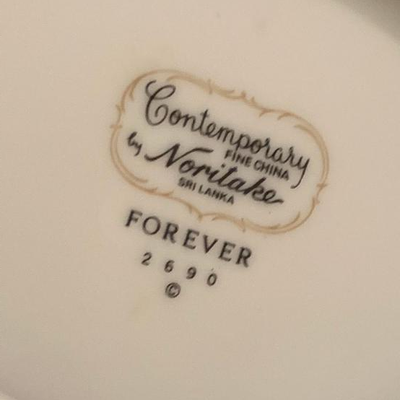 Contemporary
FINE CHINA
by Noritake
SRI LANKA
FOREVER
2690
©